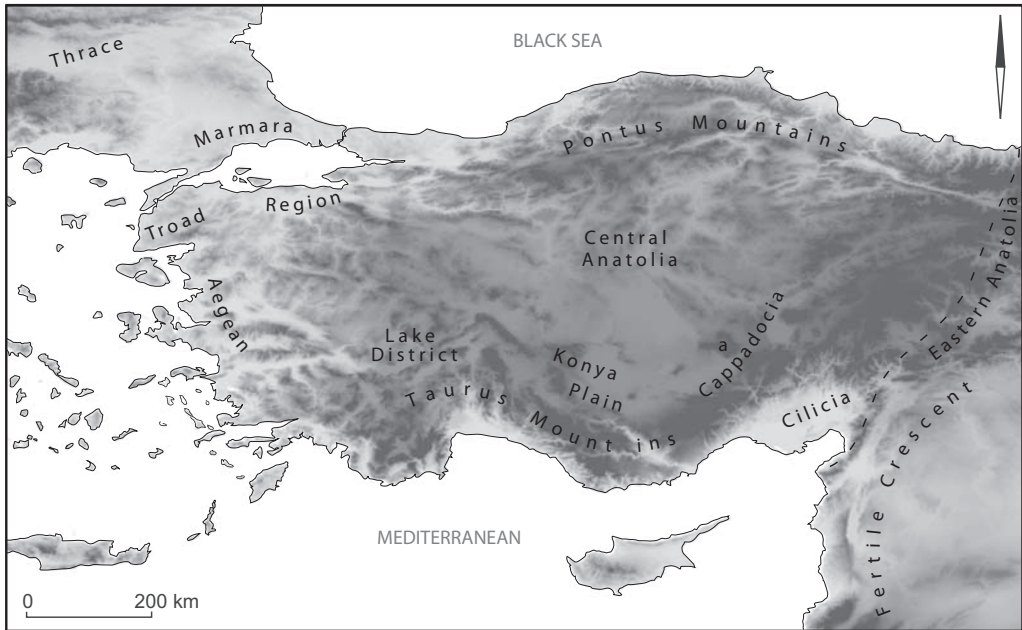 BLACK SEA
Thrace
Marmara
Pontus Mountains
Region
Troad
Central
Anatolia
Eastern Anatolia
Aegean
Lake
District
a
Cappadocia
Konya
Plain
Taurus Mount ins
Cilicia
Fertile Crescent
MEDITERRANEAN
0 200 km